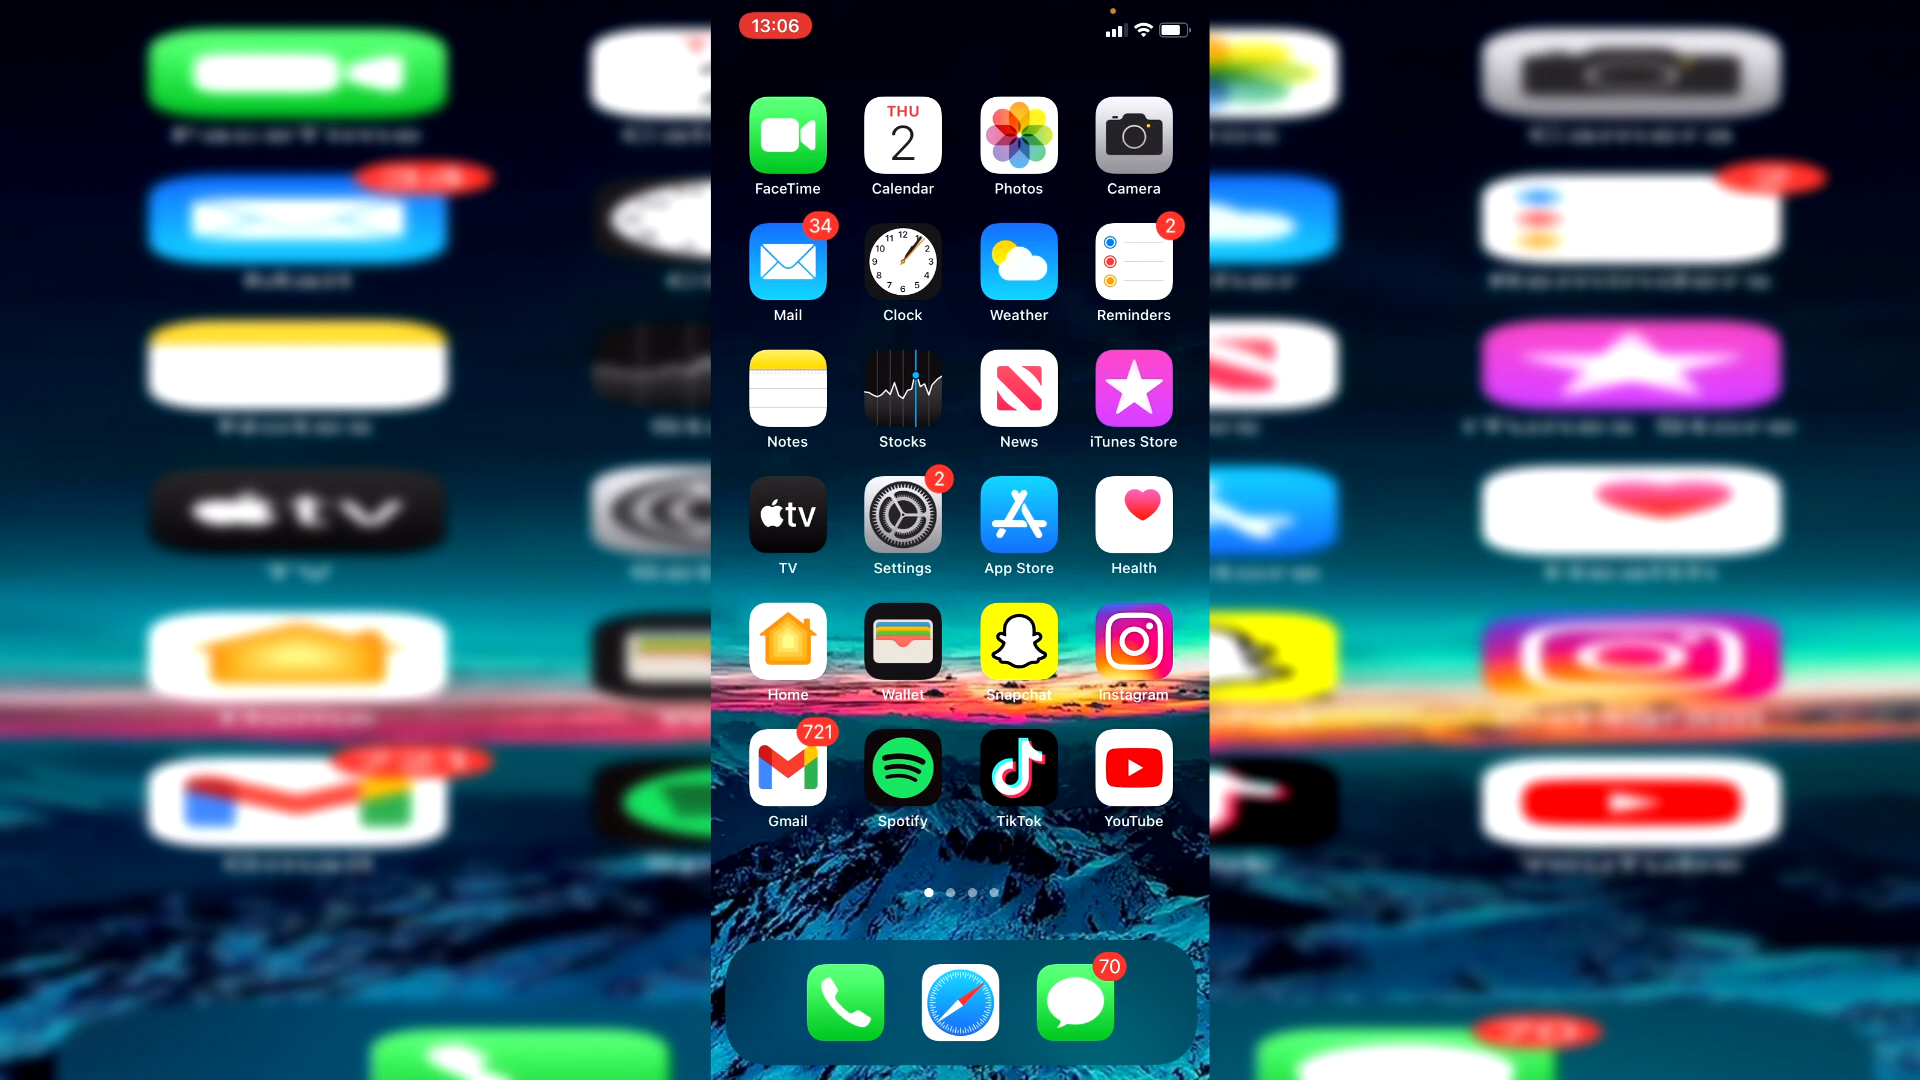 13:06
THU
2
FaceTime Calendar Photos Camera
34
2
Mail Clock Weather Reminders
Notes Stocks News iTunes Store
2
tv
TV Settings App Store Health
Home Wallet Snapchat Instagram
721
Gmail Spotify TikTok YouTube
70